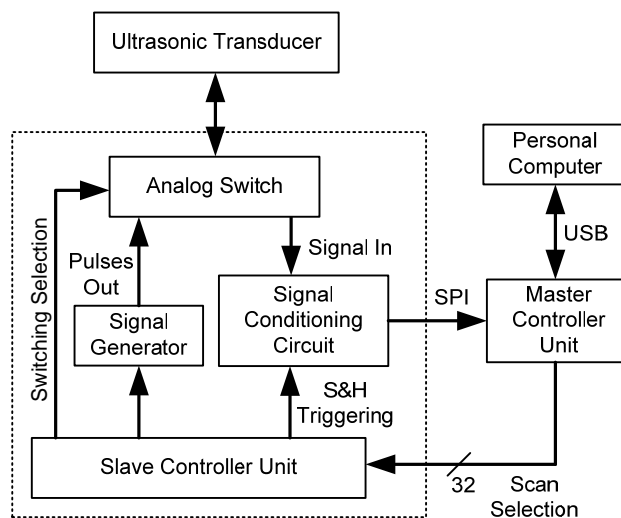 Ultrasonic Transducer
Personal
Computer
Analog Switch
USB
Signal In
Pulses
Out
Switching Selection
Signal
Conditioning
Circuit
SPI
Master
Controller
Unit
Signal
Generator
S&H
Triggering
Slave Controller Unit
32
Scan
Selection